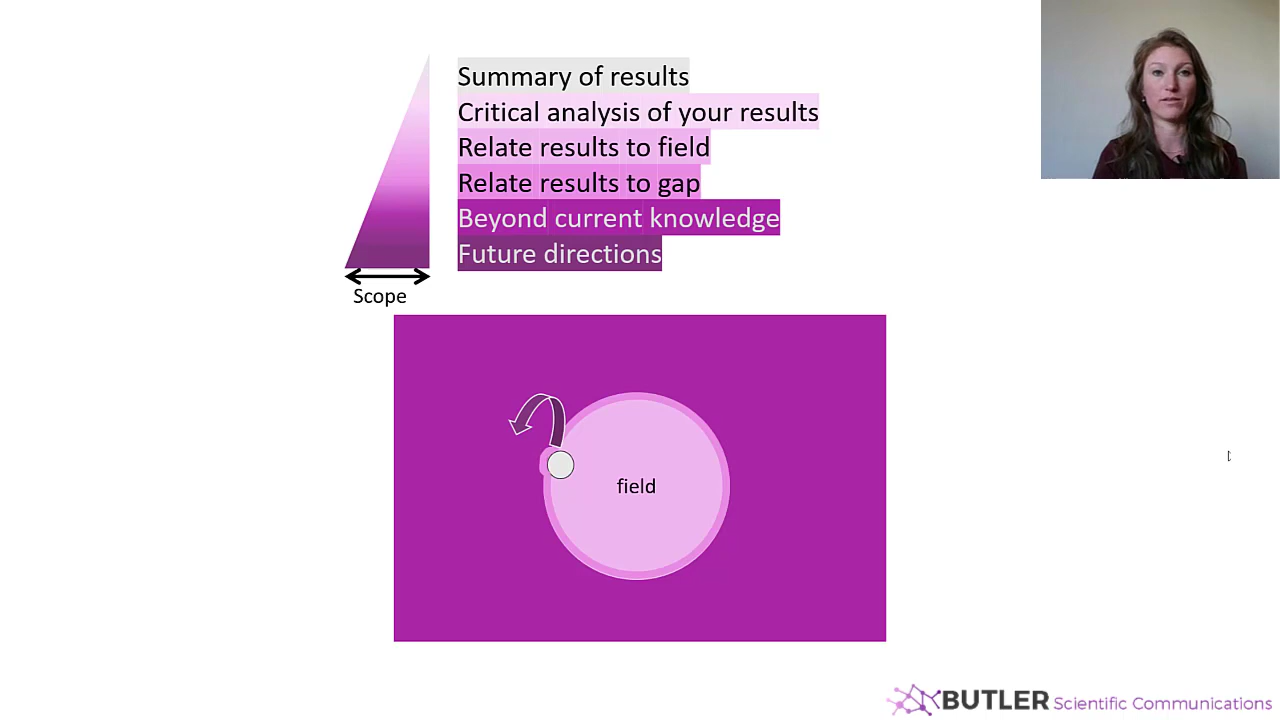 Summary of results
Critical analysis of your results
Relate results to field
Relate results to gap
Beyond current knowledge
Future directions
Scope
field
BUTLER Scientific Communications